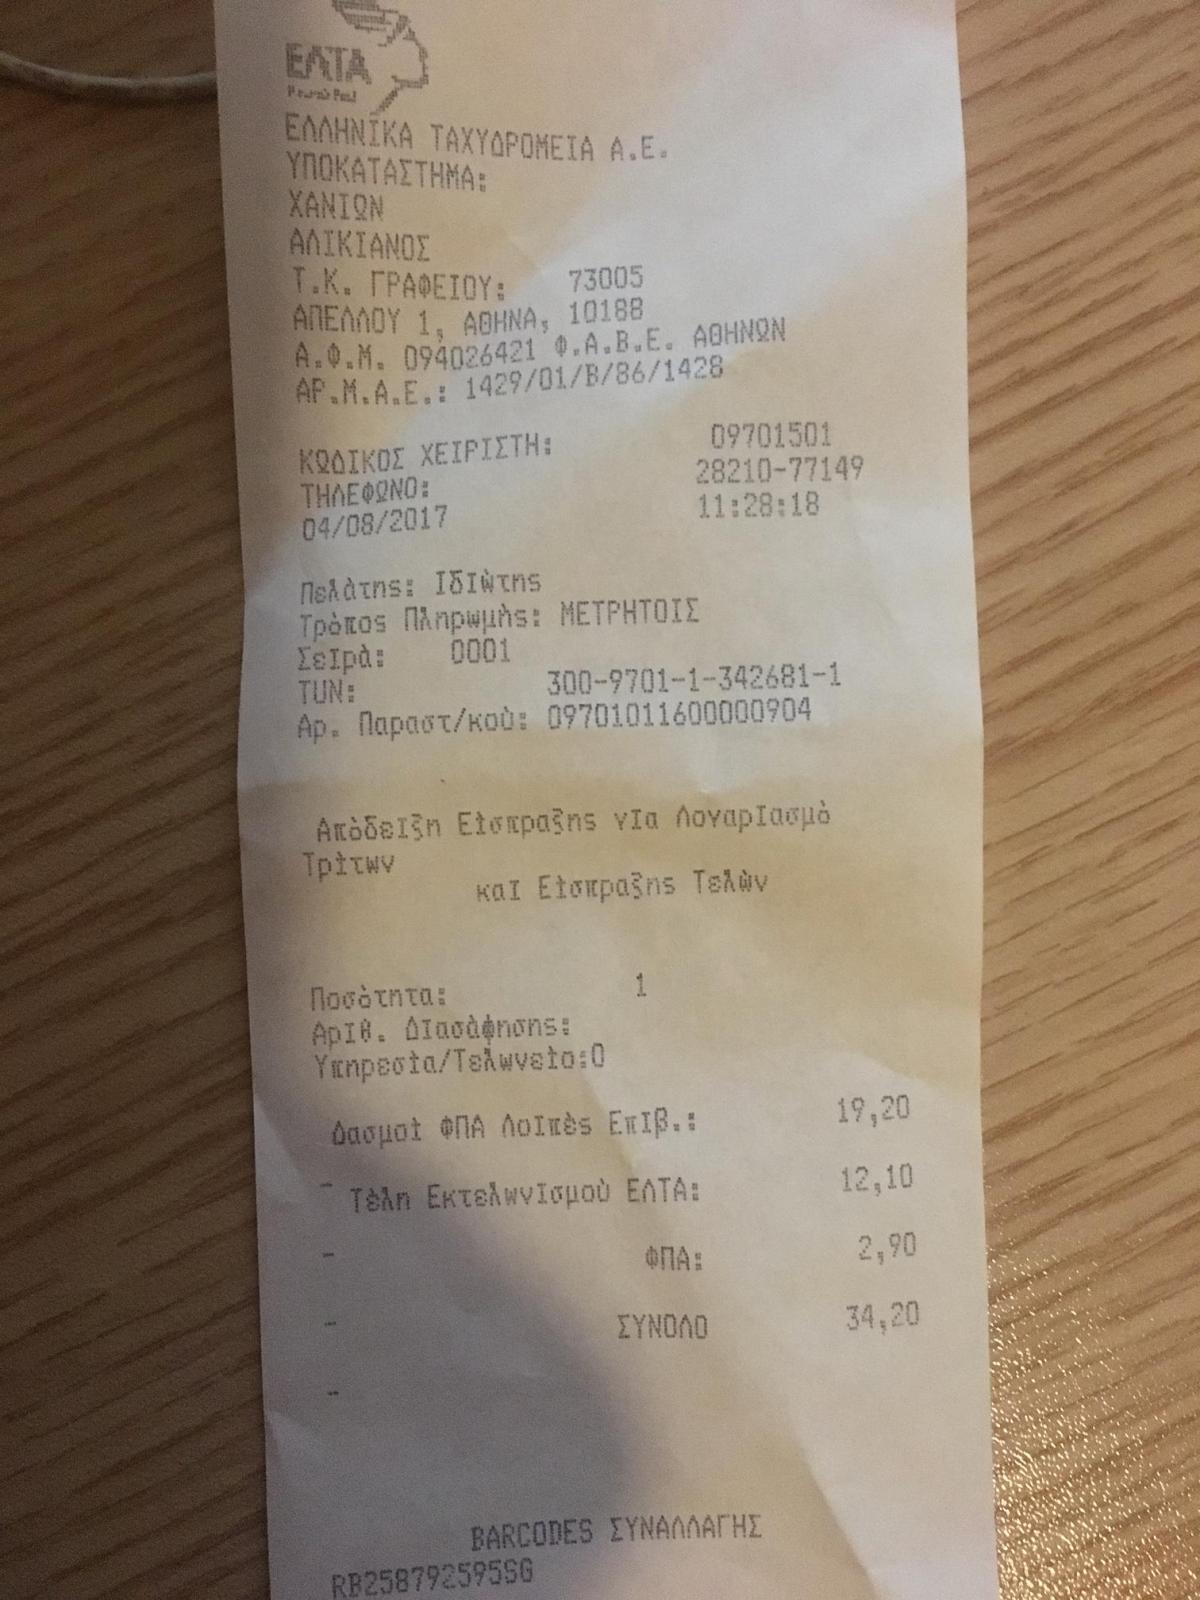 ΕΛΤΑ
ΕΛΛΗΝΙΚΑ ΤΑΧΥΔΡΟΜΕΙΑ Α.Ε.
ΥΠΟΚΑΤΑΣΤΗΜΑ:
ΧΑΝΙΩΝ
ΑΛΙΚΙΑΝΟΣ
Τ.Κ. ΓΡΑΦΕΙΟΥ: 73005
ΑΠΕΛΛΟΥ 1, ΑΘΗΝΑ, 10188
Α.Φ.Μ. 094026421 Φ.Α.Β.Ε. ΑΘΗΝΩΝ
ΑΡ.Μ.Α.Ε.: 1429/01/Β/86/1428
ΚΩΔΙΚΟΣ ΧΕΙΡΙΣΤΗ: 09701501
ΤΗΛΕΦΩΝΟ: 28210-77149
04/08/2017 11:28:18
Πελάτης: Ιδιώτης
Τρόπος Πληρωμής: ΜΕΤΡΗΤΟΙΣ
Σειρά: 0001
TUN: 300-9701-1-342681-1
Αρ. Παραστ/κού: 09701011600000904
Απόδειξη Είσπραξης για Λογαριασμό
Τρίτων
και Είσπραξης Τελών
Ποσότητα: 1
Αριθ. Διασάφησης:
Υπηρεσία/Τελωνείο:0
Δασμοί ΦΠΑ Λοιπές Επιβ.: 19,20
- Τέλη Εκτελωνισμού ΕΛΤΑ: 12,10
- ΦΠΑ: 2,90
- ΣΥΝΟΛΟ 34,20
-
BARCODES ΣΥΝΑΛΛΑΓΗΣ
RB258792595SG